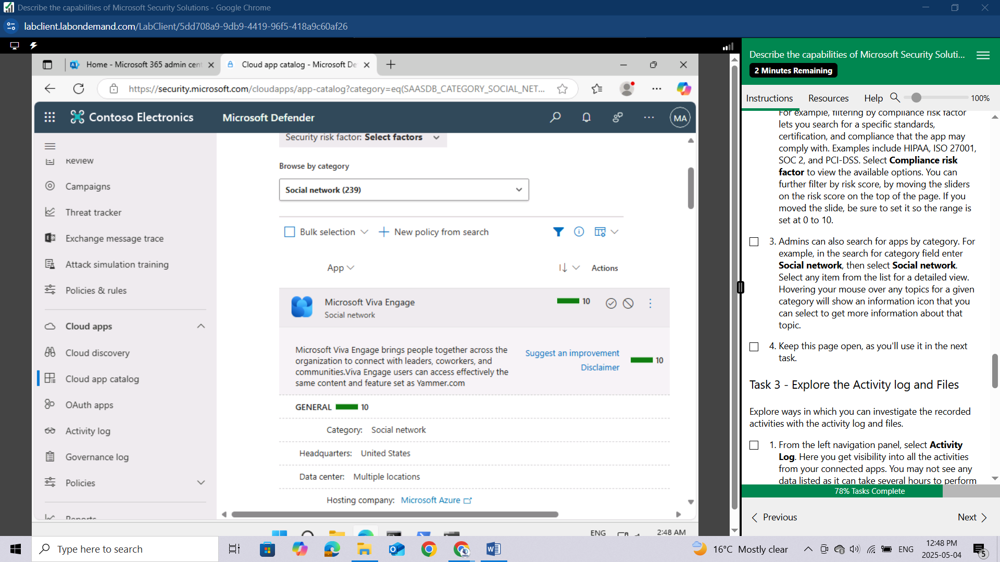 Describe the capabilities of Microsoft Security Solutions - Google Chrome
labclient.labondemand.com/LabClient/5dd708a9-9db9-4419-96f5-418a9c60af26
Home - Microsoft 365 admin cent
Cloud app catalog - Microsoft De
https://security.microsoft.com/cloudapps/app-catalog?category=eq(SAASDB_CATEGORY_SOCIAL_NET...
Contoso Electronics
Microsoft Defender
MA
Review
Campaigns
Threat tracker
Exchange message trace
Attack simulation training
Policies & rules
Cloud apps
Cloud discovery
Cloud app catalog
OAuth apps
Activity log
Governance log
Policies
Reports
Security risk factor: Select factors
Browse by category
Social network (239)
Bulk selection
New policy from search
App
Actions
Microsoft Viva Engage
Social network
10
Microsoft Viva Engage brings people together across the
organization to connect with leaders, coworkers, and
communities.Viva Engage users can access effectively the
same content and feature set as Yammer.com
Suggest an improvement
Disclaimer
10
GENERAL 10
Category: Social network
Headquarters: United States
Data center: Multiple locations
Hosting company: Microsoft Azure
ENG
2:48 AM
Describe the capabilities of Microsoft Security Soluti...
2 Minutes Remaining
Instructions
Resources
Help
100%
For example, filtering by compliance risk factor
lets you search for a specific standards,
certification, and compliance that the app may
comply with. Examples include HIPAA, ISO 27001,
SOC 2, and PCI-DSS. Select Compliance risk
factor to view the available options. You can
further filter by risk score, by moving the sliders
on the risk score on the top of the page. If you
moved the slide, be sure to set it so the range is
set at 0 to 10.
3. Admins can also search for apps by category. For
example, in the search for category field enter
Social network, then select Social network.
Select any item from the list for a detailed view.
Hovering your mouse over any topics for a given
category will show an information icon that you
can select to get more information about that
topic.
4. Keep this page open, as you'll use it in the next
task.
Task 3 - Explore the Activity log and Files
Explore ways in which you can investigate the recorded
activities with the activity log and files.
1. From the left navigation panel, select Activity
Log. Here you get visibility into all the activities
from your connected apps. You may not see any
data listed as it can take several hours to perform
78% Tasks Complete
Previous
Next
Type here to search
16°C Mostly clear
ENG
12:48 PM
2025-05-04
5